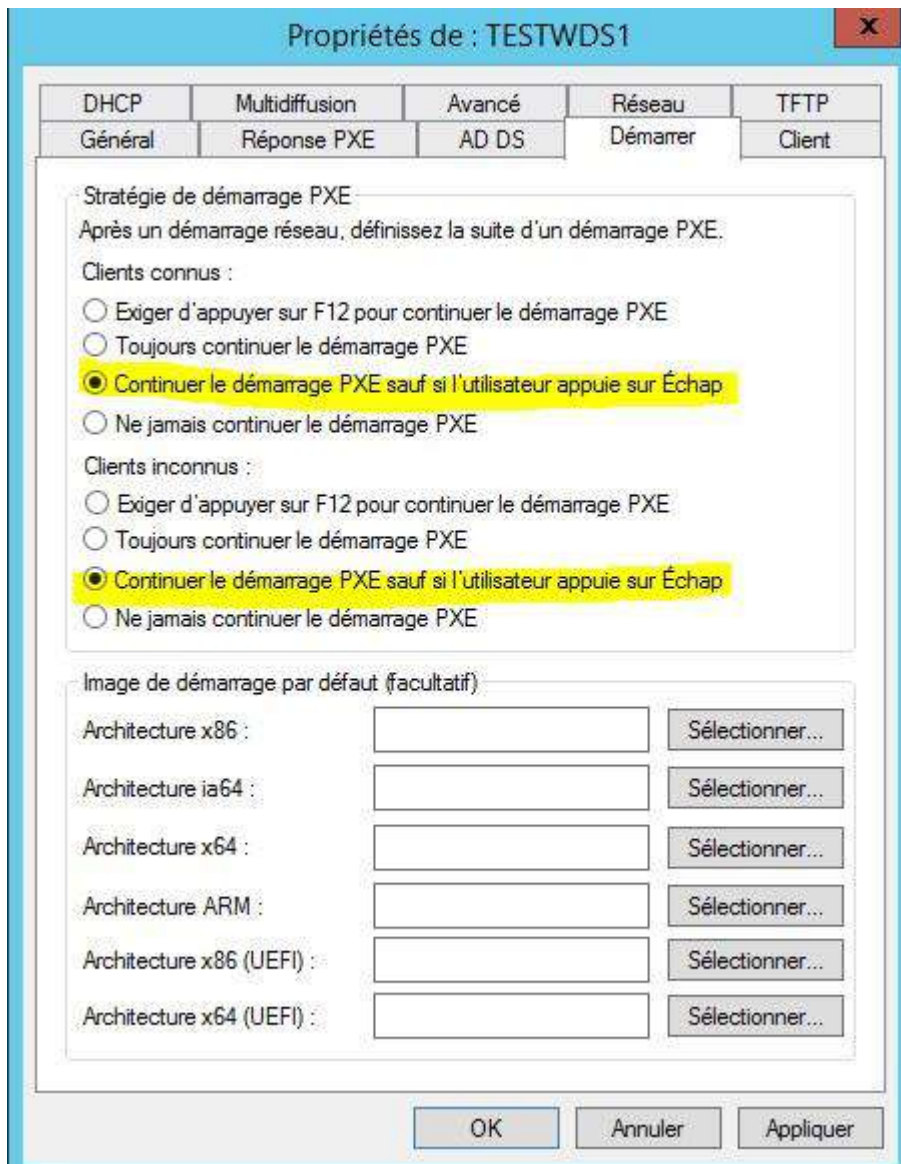 Propriétés de : TESTWDS1
x
DHCP Multidiffusion Avancé Réseau TFTP
Général Réponse PXE AD DS Démarrer Client
Stratégie de démarrage PXE
Après un démarrage réseau, définissez la suite d'un démarrage PXE.
Clients connus :
Exiger d'appuyer sur F12 pour continuer le démarrage PXE
Toujours continuer le démarrage PXE
Continuer le démarrage PXE sauf si l'utilisateur appuie sur Échap
Ne jamais continuer le démarrage PXE
Clients inconnus :
Exiger d'appuyer sur F12 pour continuer le démarrage PXE
Toujours continuer le démarrage PXE
Continuer le démarrage PXE sauf si l'utilisateur appuie sur Échap
Ne jamais continuer le démarrage PXE
Image de démarrage par défaut (facultatif)
Architecture x86 : Sélectionner...
Architecture ia64 : Sélectionner...
Architecture x64 : Sélectionner...
Architecture ARM : Sélectionner...
Architecture x86 (UEFI) : Sélectionner...
Architecture x64 (UEFI) : Sélectionner...
OK Annuler Appliquer